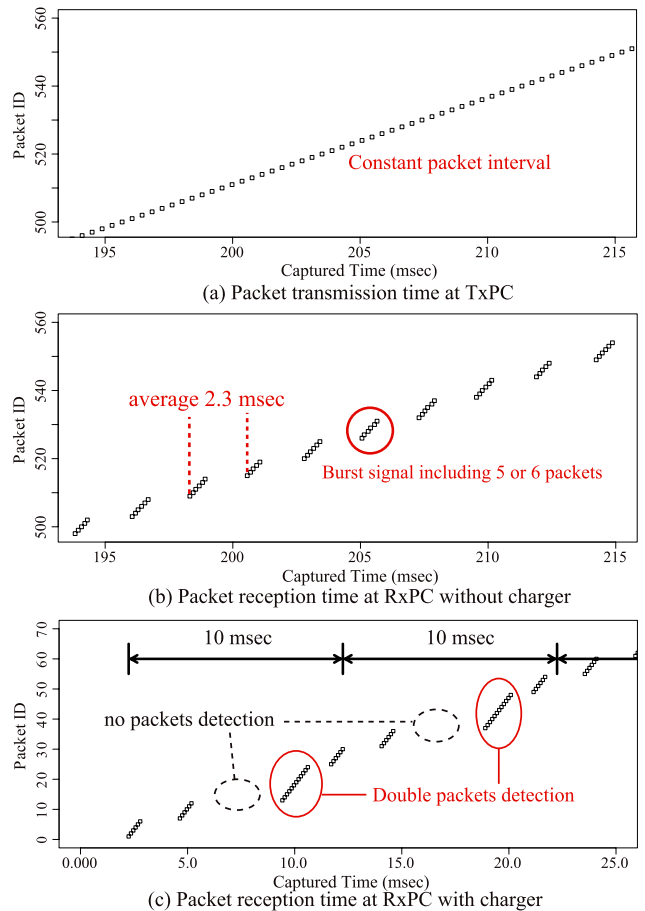 560
540
520
500
Packet ID
Constant packet interval
195 200 205 210 215
Captured Time (msec)
(a) Packet transmission time at TxPC
560
540
520
500
Packet ID
average 2.3 msec
Burst signal including 5 or 6 packets
195 200 205 210 215
Captured Time (msec)
(b) Packet reception time at RxPC without charger
70
60
50
40
30
20
10
0
Packet ID
10 msec 10 msec
no packets detection
Double packets detection
0.000 5.0 10.0 15.0 20.0 25.0
Captured Time (msec)
(c) Packet reception time at RxPC with charger